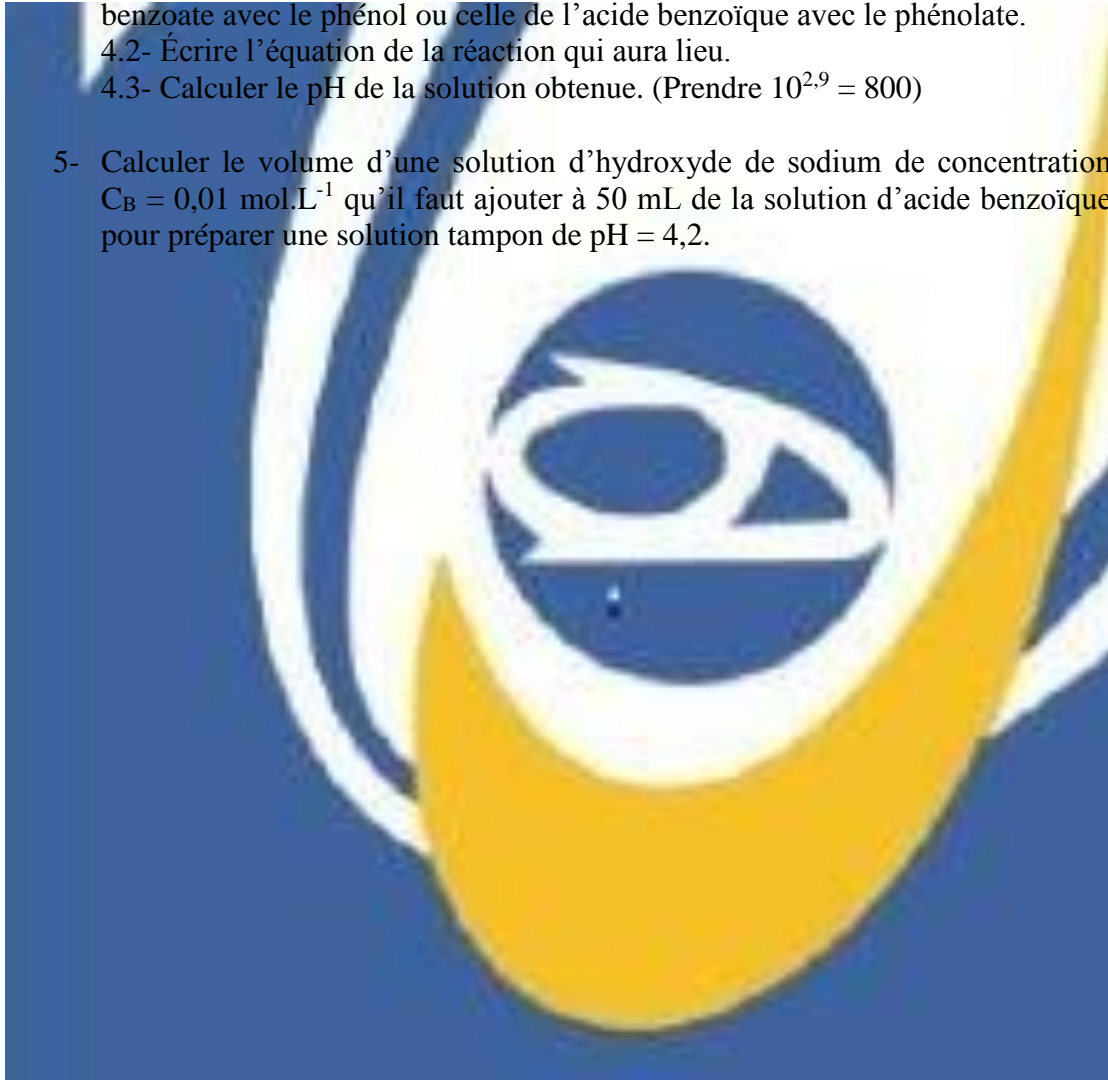 benzoate avec le phénol ou celle de l’acide benzoïque avec le phénolate.
4.2- Écrire l’équation de la réaction qui aura lieu.
4.3- Calculer le pH de la solution obtenue. (Prendre 10^{2,9} = 800)
5- Calculer le volume d’une solution d’hydroxyde de sodium de concentration
C_B = 0,01 mol.L^{-1} qu’il faut ajouter à 50 mL de la solution d’acide benzoïque
pour préparer une solution tampon de pH = 4,2.